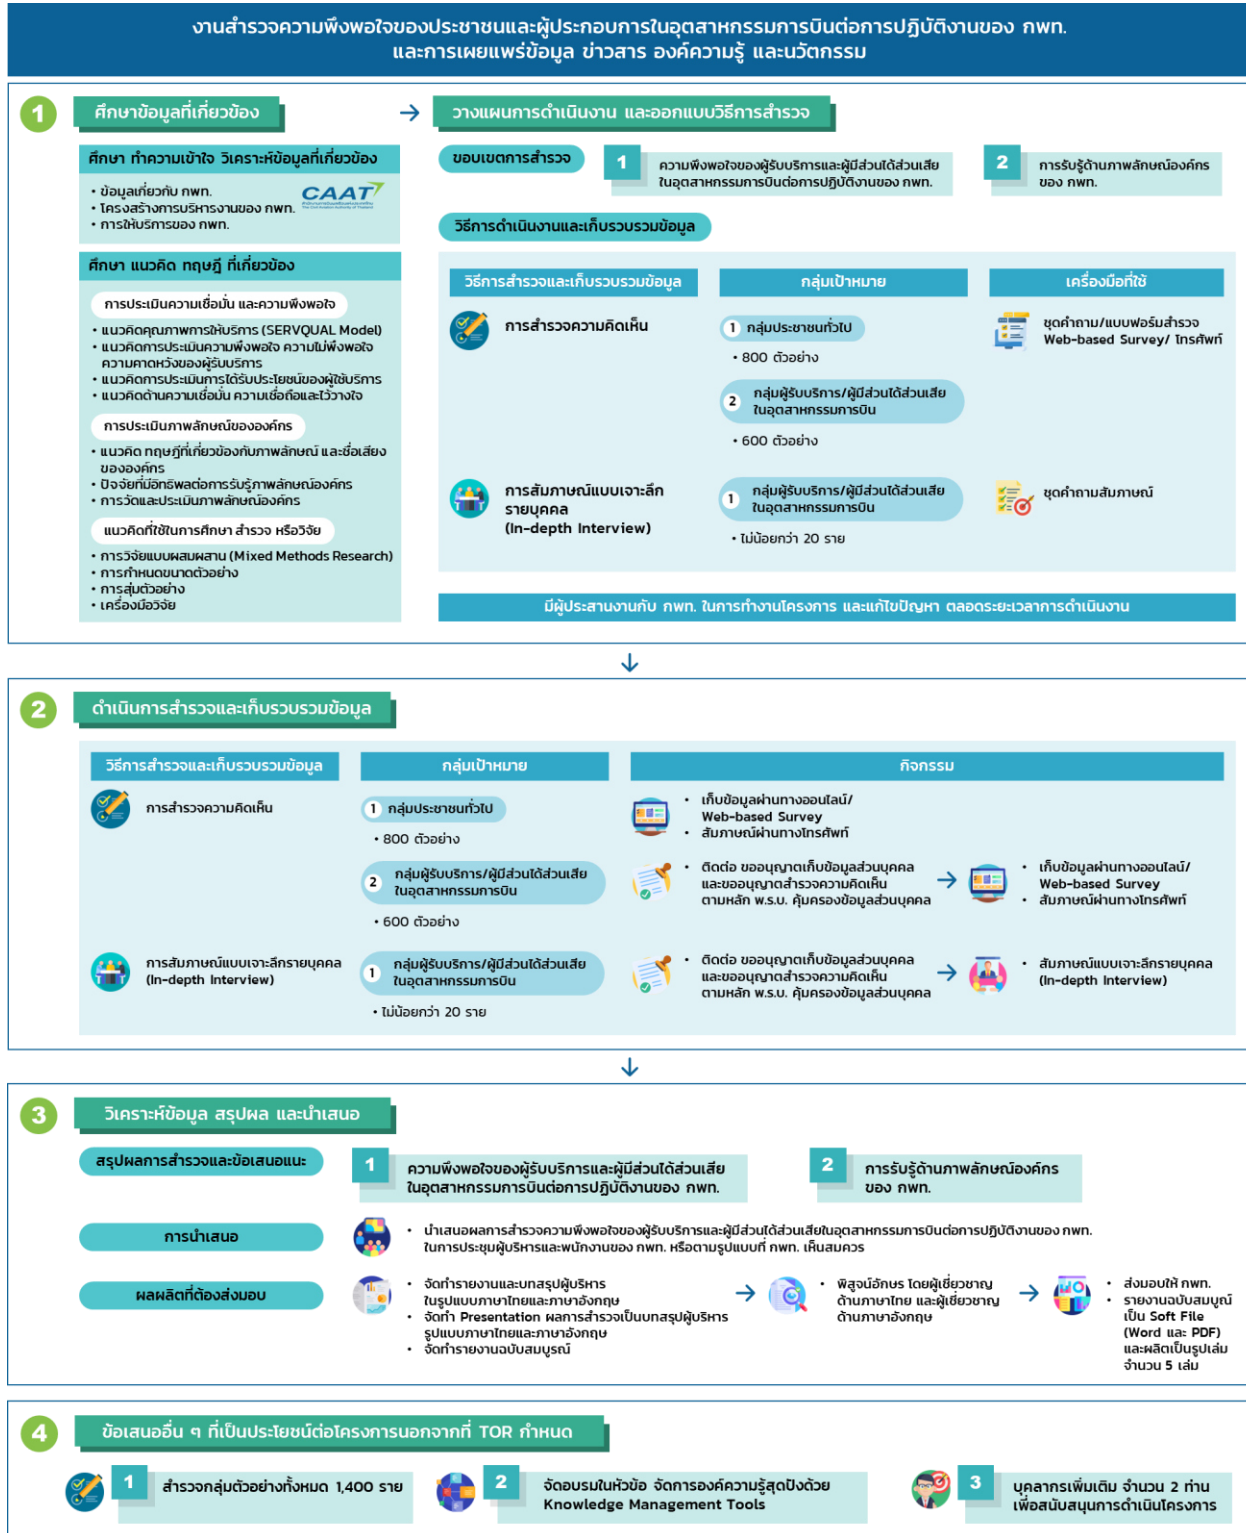 งานสำรวจความพึงพอใจของประชาชนและผู้ประกอบการในอุตสาหกรรมการบินต่อการปฏิบัติงานของ กพท.
และการเผยแพร่ข้อมูล ข่าวสาร องค์ความรู้ และนวัตกรรม
1
ศึกษาข้อมูลที่เกี่ยวข้อง
วางแผนการดำเนินงาน และออกแบบวิธีการสำรวจ
ศึกษา ทำความเข้าใจ วิเคราะห์ข้อมูลที่เกี่ยวข้อง
• ข้อมูลเกี่ยวกับ กพท.
• โครงสร้างการบริหารงานของ กพท.
• การให้บริการของ กพท.
CAAT
ศึกษา แนวคิด ทฤษฎี ที่เกี่ยวข้อง
การประเมินความเชื่อมั่น และความพึงพอใจ
• แนวคิดคุณภาพการให้บริการ (SERVQUAL Model)
• แนวคิดการประเมินความพึงพอใจ ความไม่พึงพอใจ
ความคาดหวังของผู้รับบริการ
• แนวคิดการประเมินการได้รับประโยชน์ของผู้ใช้บริการ
• แนวคิดด้านความเชื่อมั่น ความเชื่อถือและไว้วางใจ
การประเมินภาพลักษณ์ขององค์กร
• แนวคิด ทฤษฎีที่เกี่ยวข้องกับภาพลักษณ์ และชื่อเสียง
ขององค์กร
• ปัจจัยที่มีอิทธิพลต่อการรับรู้ภาพลักษณ์องค์กร
• การวัดและประเมินภาพลักษณ์องค์กร
แนวคิดที่ใช้ในการศึกษา สำรวจ หรือวิจัย
• การวิจัยแบบผสมผสาน (Mixed Methods Research)
• การกำหนดขนาดตัวอย่าง
• การสุ่มตัวอย่าง
• เครื่องมือวิจัย
ขอบเขตการสำรวจ
1
ความพึงพอใจของผู้รับบริการและผู้มีส่วนได้ส่วนเสีย
ในอุตสาหกรรมการบินต่อการปฏิบัติงานของ กพท.
2
การรับรู้ด้านภาพลักษณ์องค์กร
ของ กพท.
วิธีการดำเนินงานและเก็บรวบรวมข้อมูล
วิธีการสำรวจและเก็บรวบรวมข้อมูล
กลุ่มเป้าหมาย
เครื่องมือที่ใช้
การสำรวจความคิดเห็น
1 กลุ่มประชาชนทั่วไป
• 800 ตัวอย่าง
2 กลุ่มผู้รับบริการ/ผู้มีส่วนได้ส่วนเสีย
ในอุตสาหกรรมการบิน
• 600 ตัวอย่าง
ชุดคำถาม/แบบฟอร์มสำรวจ
Web-based Survey/ โทรศัพท์
การสัมภาษณ์แบบเจาะลึก
รายบุคคล
(In-depth Interview)
1 กลุ่มผู้รับบริการ/ผู้มีส่วนได้ส่วนเสีย
ในอุตสาหกรรมการบิน
• ไม่น้อยกว่า 20 ราย
ชุดคำถามสัมภาษณ์
มีผู้ประสานงานกับ กพท. ในการทำงานโครงการ และแก้ไขปัญหา ตลอดระยะเวลาการดำเนินงาน
2
ดำเนินการสำรวจและเก็บรวบรวมข้อมูล
วิธีการสำรวจและเก็บรวบรวมข้อมูล
กลุ่มเป้าหมาย
กิจกรรม
การสำรวจความคิดเห็น
1 กลุ่มประชาชนทั่วไป
• 800 ตัวอย่าง
• เก็บข้อมูลผ่านทางออนไลน์/
Web-based Survey
• สัมภาษณ์ผ่านทางโทรศัพท์
2 กลุ่มผู้รับบริการ/ผู้มีส่วนได้ส่วนเสีย
ในอุตสาหกรรมการบิน
• 600 ตัวอย่าง
• ติดต่อ ขออนุญาตเก็บข้อมูลส่วนบุคคล
และขออนุญาตสำรวจความคิดเห็น
ตามหลัก พ.ร.บ. คุ้มครองข้อมูลส่วนบุคคล
• เก็บข้อมูลผ่านทางออนไลน์/
Web-based Survey
• สัมภาษณ์ผ่านทางโทรศัพท์
การสัมภาษณ์แบบเจาะลึกรายบุคคล
(In-depth Interview)
1 กลุ่มผู้รับบริการ/ผู้มีส่วนได้ส่วนเสีย
ในอุตสาหกรรมการบิน
• ไม่น้อยกว่า 20 ราย
• ติดต่อ ขออนุญาตเก็บข้อมูลส่วนบุคคล
และขออนุญาตสำรวจความคิดเห็น
ตามหลัก พ.ร.บ. คุ้มครองข้อมูลส่วนบุคคล
• สัมภาษณ์แบบเจาะลึกรายบุคคล
(In-depth Interview)
3
วิเคราะห์ข้อมูล สรุปผล และนำเสนอ
สรุปผลการสำรวจและข้อเสนอแนะ
1
ความพึงพอใจของผู้รับบริการและผู้มีส่วนได้ส่วนเสีย
ในอุตสาหกรรมการบินต่อการปฏิบัติงานของ กพท.
2
การรับรู้ด้านภาพลักษณ์องค์กร
ของ กพท.
การนำเสนอ
• นำเสนอผลการสำรวจความพึงพอใจของผู้รับบริการและผู้มีส่วนได้ส่วนเสียในอุตสาหกรรมการบินต่อการปฏิบัติงานของ กพท.
ในการประชุมผู้บริหารและพนักงานของ กพท. หรือตามรูปแบบที่ กพท. เห็นสมควร
ผลผลิตที่ต้องส่งมอบ
• จัดทำรายงานและบทสรุปผู้บริหาร
ในรูปแบบภาษาไทยและภาษาอังกฤษ
• จัดทำ Presentation ผลการสำรวจเป็นบทสรุปผู้บริหาร
รูปแบบภาษาไทยและภาษาอังกฤษ
• จัดทำรายงานฉบับสมบูรณ์
• พิสูจน์อักษร โดยผู้เชี่ยวชาญ
ด้านภาษาไทย และผู้เชี่ยวชาญ
ด้านภาษาอังกฤษ
• ส่งมอบให้ กพท.
• รายงานฉบับสมบูรณ์
เป็น Soft File
(Word และ PDF)
และผลิตเป็นรูปเล่ม
จำนวน 5 เล่ม
4
ข้อเสนออื่น ๆ ที่เป็นประโยชน์ต่อโครงการนอกจากที่ TOR กำหนด
1
สำรวจกลุ่มตัวอย่างทั้งหมด 1,400 ราย
2
จัดอบรมในหัวข้อ จัดการองค์ความรู้สุดปังด้วย
Knowledge Management Tools
3
บุคลากรเพิ่มเติม จำนวน 2 ท่าน
เพื่อสนับสนุนการดำเนินโครงการ